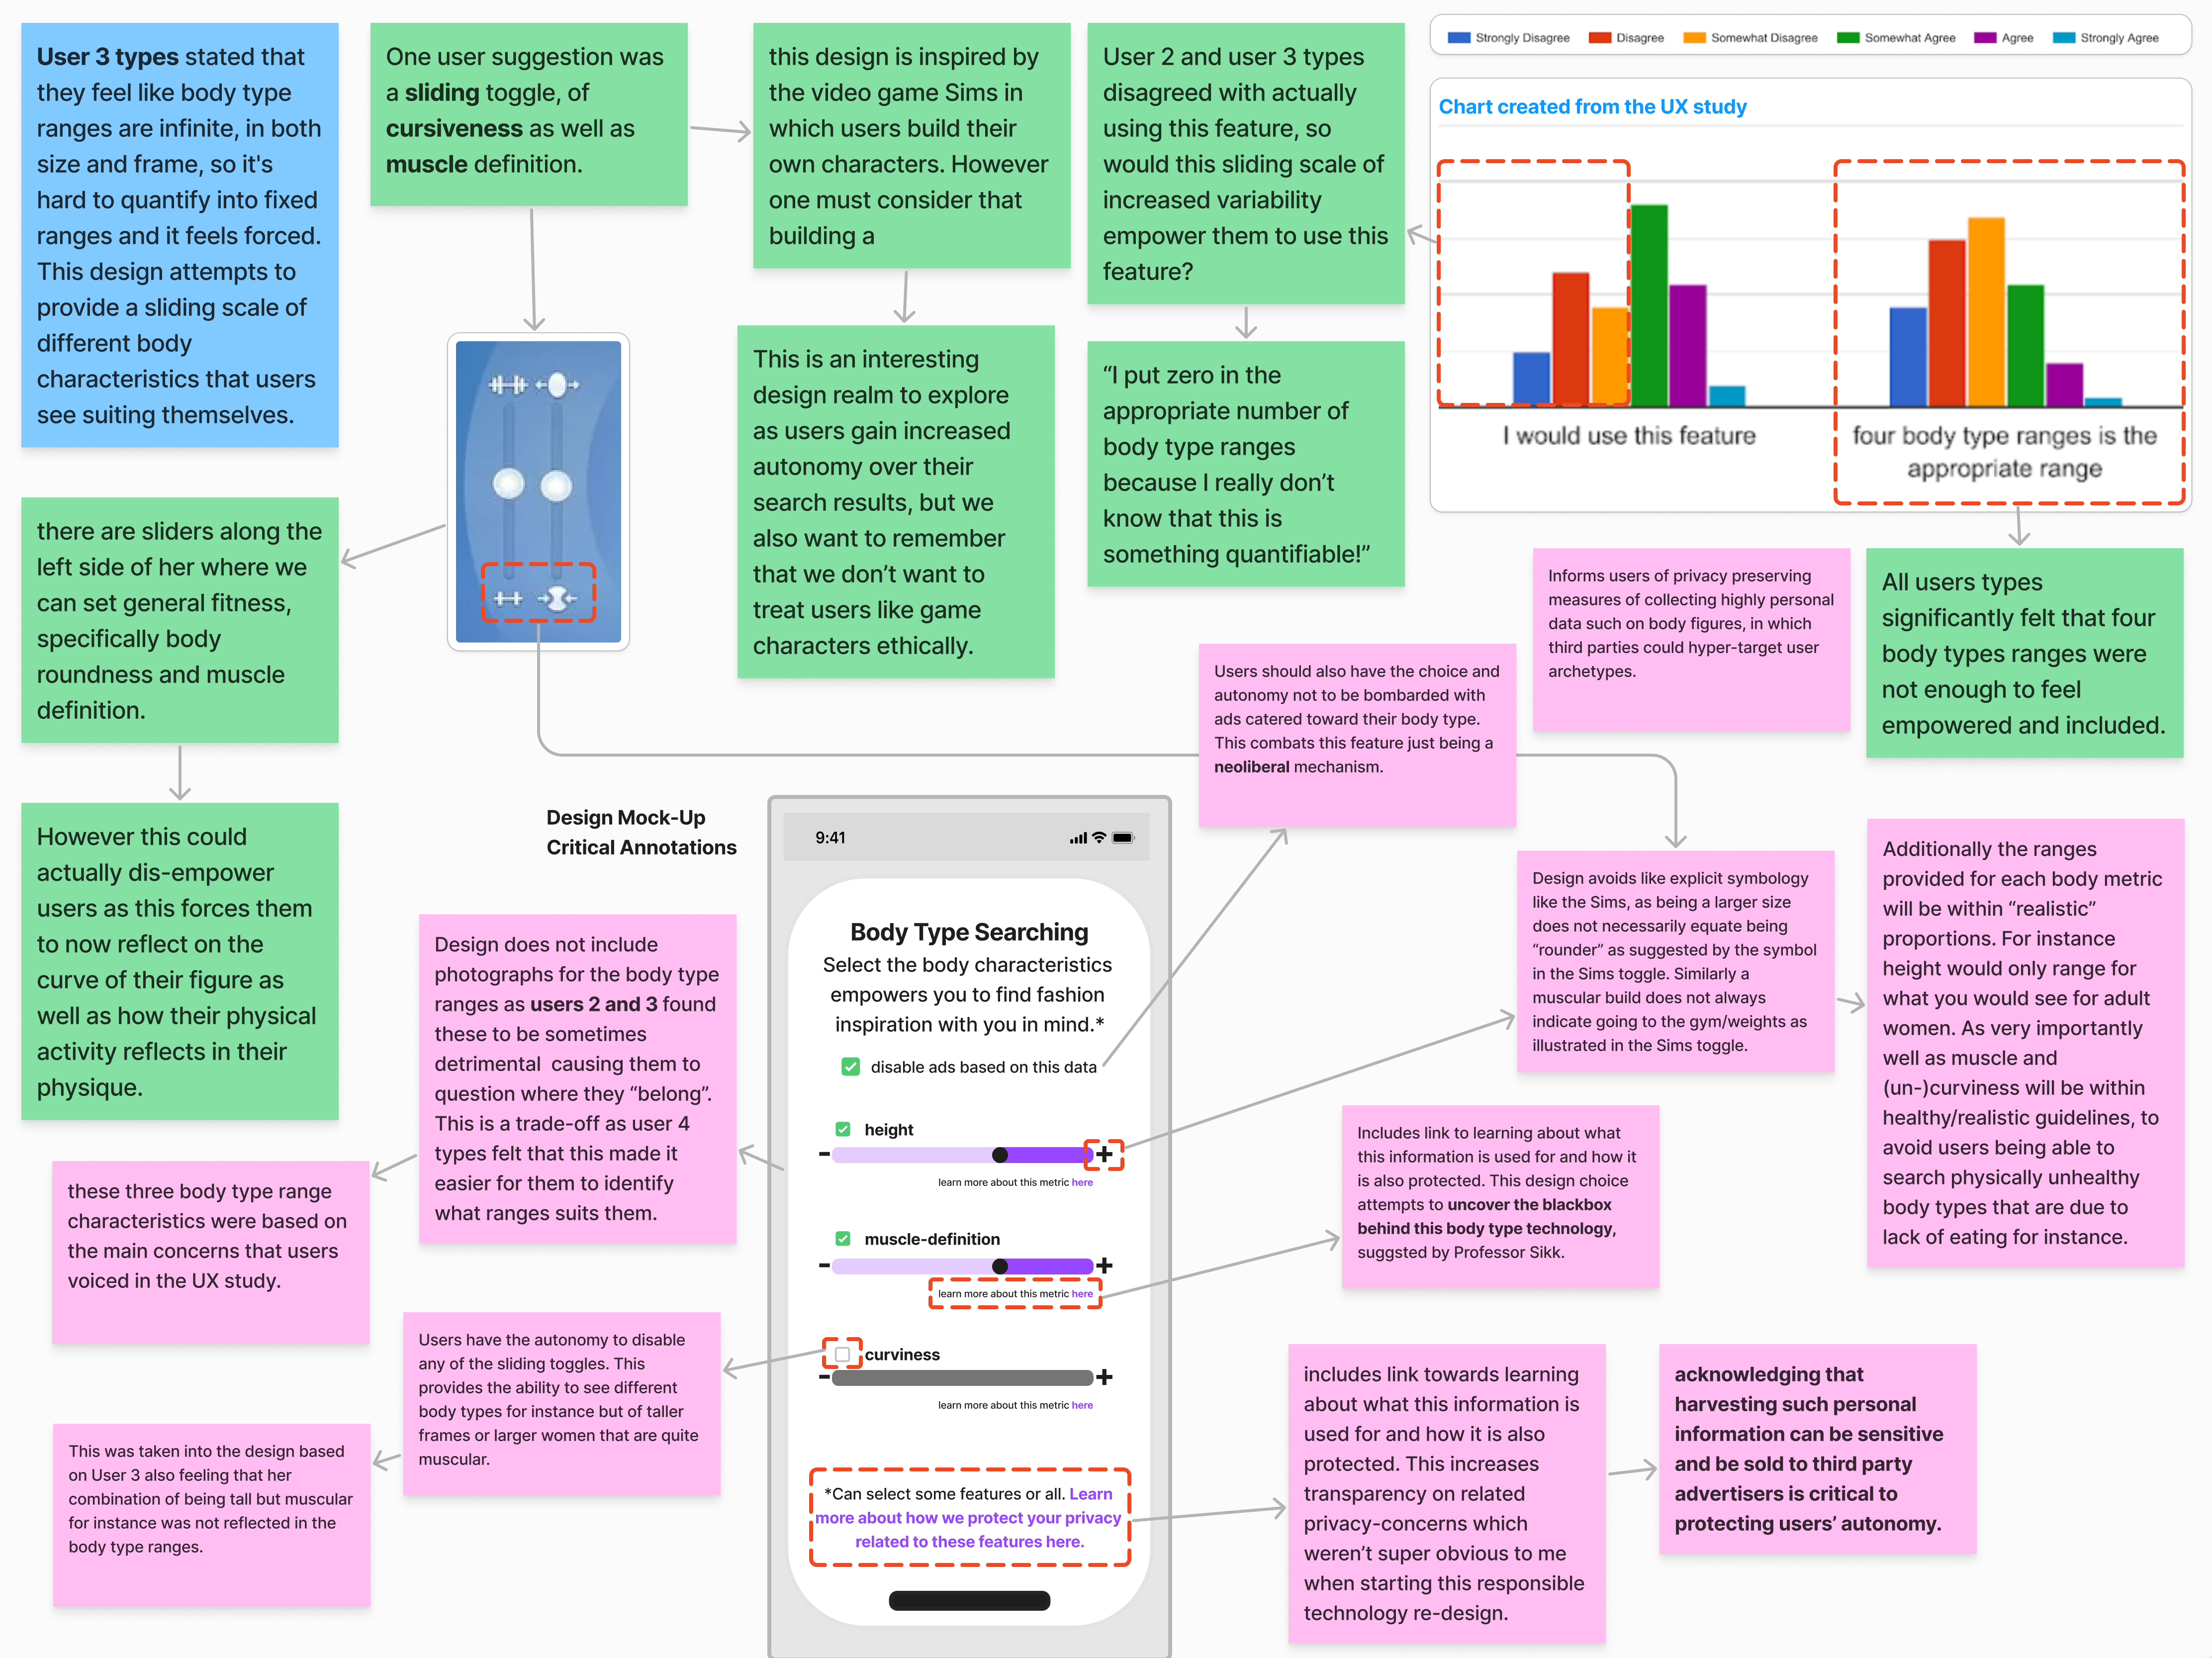 User 3 types stated that
they feel like body type
ranges are infinite, in both
size and frame, so it's
hard to quantify into fixed
ranges and it feels forced.
This design attempts to
provide a sliding scale of
different body
characteristics that users
see suiting themselves.
One user suggestion was
a sliding toggle, of
cursiveness as well as
muscle definition.
this design is inspired by
the video game Sims in
which users build their
own characters. However
one must consider that
building a
User 2 and user 3 types
disagreed with actually
using this feature, so
would this sliding scale of
increased variability
empower them to use this
feature?
Strongly Disagree
Disagree
Somewhat Disagree
Somewhat Agree
Agree
Strongly Agree
Chart created from the UX study
I would use this feature
four body type ranges is the
appropriate range
This is an interesting
design realm to explore
as users gain increased
autonomy over their
search results, but we
also want to remember
that we don't want to
treat users like game
characters ethically.
“I put zero in the
appropriate number of
body type ranges
because I really don't
know that this is
something quantifiable!”
there are sliders along the
left side of her where we
can set general fitness,
specifically body
roundness and muscle
definition.
Informs users of privacy preserving
measures of collecting highly personal
data such on body figures, in which
third parties could hyper-target user
archetypes.
All users types
significantly felt that four
body types ranges were
not enough to feel
empowered and included.
Users should also have the choice and
autonomy not to be bombarded with
ads catered toward their body type.
This combats this feature just being a
neoliberal mechanism.
However this could
actually dis-empower
users as this forces them
to now reflect on the
curve of their figure as
well as how their physical
activity reflects in their
physique.
Design Mock-Up
Critical Annotations
9:41
Body Type Searching
Select the body characteristics
empowers you to find fashion
inspiration with you in mind.*
disable ads based on this data
height
- +
learn more about this metric here
muscle-definition
- +
learn more about this metric here
curviness
- +
learn more about this metric here
*Can select some features or all. Learn
more about how we protect your privacy
related to these features here.
Design does not include
photographs for the body type
ranges as users 2 and 3 found
these to be sometimes
detrimental causing them to
question where they “belong”.
This is a trade-off as user 4
types felt that this made it
easier for them to identify
what ranges suits them.
these three body type range
characteristics were based on
the main concerns that users
voiced in the UX study.
Users have the autonomy to disable
any of the sliding toggles. This
provides the ability to see different
body types for instance but of taller
frames or larger women that are quite
muscular.
This was taken into the design based
on User 3 also feeling that her
combination of being tall but muscular
for instance was not reflected in the
body type ranges.
Design avoids like explicit symbology
like the Sims, as being a larger size
does not necessarily equate being
“rounder” as suggested by the symbol
in the Sims toggle. Similarly a
muscular build does not always
indicate going to the gym/weights as
illustrated in the Sims toggle.
Additionally the ranges
provided for each body metric
will be within “realistic”
proportions. For instance
height would only range for
what you would see for adult
women. As very importantly
well as muscle and
(un-)curviness will be within
healthy/realistic guidelines, to
avoid users being able to
search physically unhealthy
body types that are due to
lack of eating for instance.
Includes link to learning about what
this information is used for and how it
is also protected. This design choice
attempts to uncover the blackbox
behind this body type technology,
suggsted by Professor Sikk.
includes link towards learning
about what this information is
used for and how it is also
protected. This increases
transparency on related
privacy-concerns which
weren't super obvious to me
when starting this responsible
technology re-design.
acknowledging that
harvesting such personal
information can be sensitive
and be sold to third party
advertisers is critical to
protecting users' autonomy.